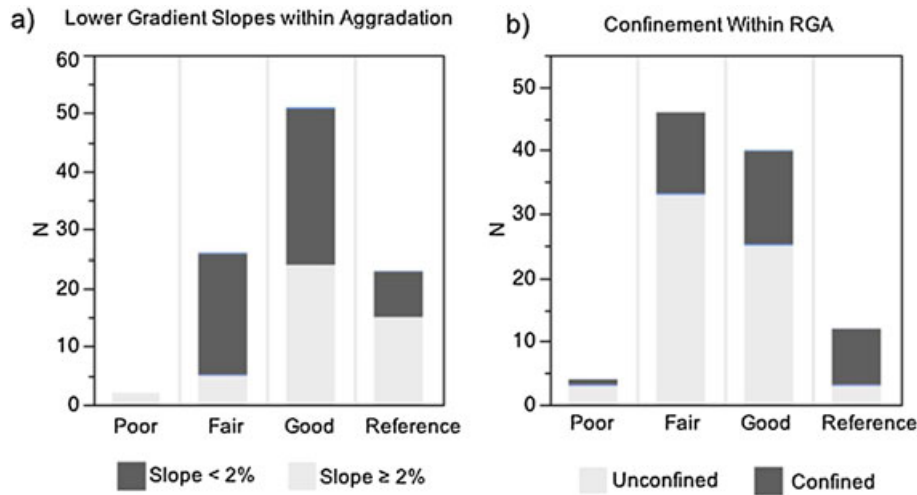 a) Lower Gradient Slopes within Aggradation
60
50
40
30
20
10
0
N
Poor Fair Good Reference
Slope < 2% Slope ≥ 2%
b) Confinement Within RGA
50
40
30
20
10
0
N
Poor Fair Good Reference
Unconfined Confined